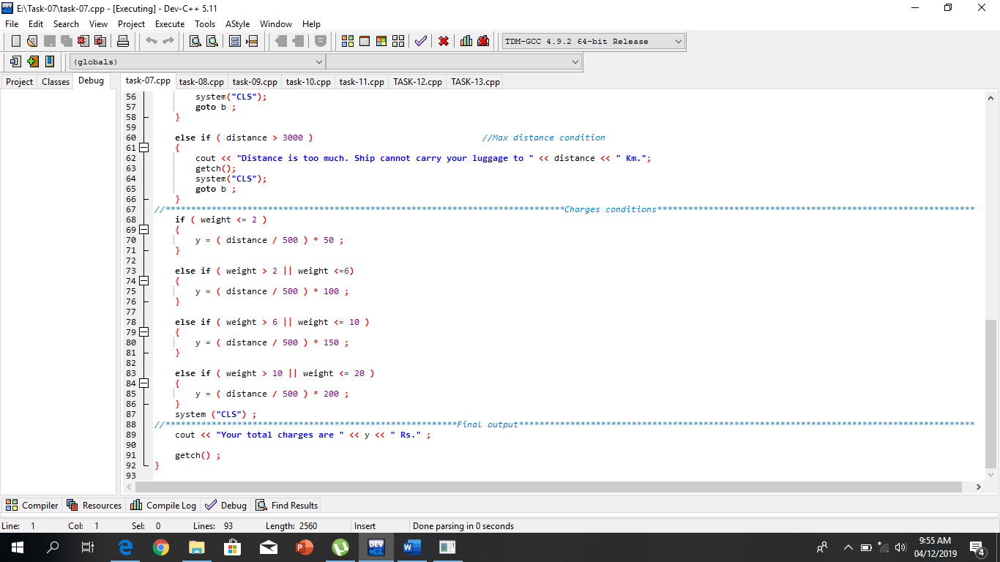 E:\Task-07\task-07.cpp - [Executing] - Dev-C++ 5.11
File Edit Search View Project Execute Tools AStyle Window Help
TDM-GCC 4.9.2 64-bit Release
(globals)
Project Classes Debug
task-07.cpp task-08.cpp task-09.cpp task-10.cpp task-11.cpp TASK-12.cpp TASK-13.cpp
56 system("CLS");
57 goto b ;
58 }
59
60 else if ( distance > 3000 ) //Max distance condition
61 {
62 cout << "Distance is too much. Ship cannot carry your luggage to " << distance << " Km.";
63 getch();
64 system("CLS");
65 goto b ;
66 }
67 //******************************************************************************Charges conditions**************************************************************
68 if ( weight <= 2 )
69 {
70 y = ( distance / 500 ) * 50 ;
71 }
72
73 else if ( weight > 2 || weight <=6)
74 {
75 y = ( distance / 500 ) * 100 ;
76 }
77
78 else if ( weight > 6 || weight <= 10 )
79 {
80 y = ( distance / 500 ) * 150 ;
81 }
82
83 else if ( weight > 10 || weight <= 20 )
84 {
85 y = ( distance / 500 ) * 200 ;
86 }
87 system ("CLS") ;
88 //*********************************************************Final output*****************************************************************************************
89 cout << "Your total charges are " << y << " Rs." ;
90
91 getch() ;
92 }
93
Compiler Resources Compile Log Debug Find Results
Line: 1 Col: 1 Sel: 0 Lines: 93 Length: 2560 Insert Done parsing in 0 seconds
9:55 AM
04/12/2019
4